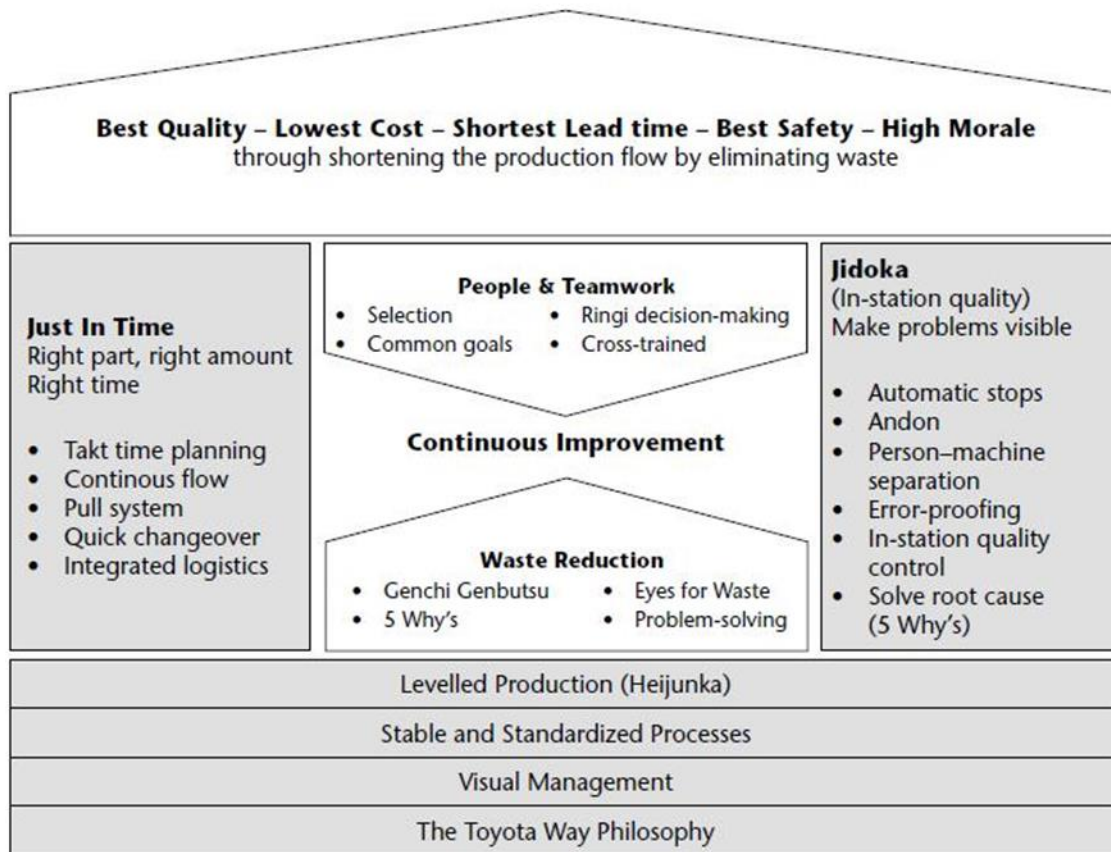 Best Quality – Lowest Cost – Shortest Lead time – Best Safety – High Morale
through shortening the production flow by eliminating waste
Just In Time
Right part, right amount
Right time
• Takt time planning
• Continous flow
• Pull system
• Quick changeover
• Integrated logistics
People & Teamwork
• Selection
• Common goals
• Ringi decision-making
• Cross-trained
Continuous Improvement
Waste Reduction
• Genchi Genbutsu
• 5 Why's
• Eyes for Waste
• Problem-solving
Jidoka
(In-station quality)
Make problems visible
• Automatic stops
• Andon
• Person–machine
separation
• Error-proofing
• In-station quality
control
• Solve root cause
(5 Why's)
Levelled Production (Heijunka)
Stable and Standardized Processes
Visual Management
The Toyota Way Philosophy